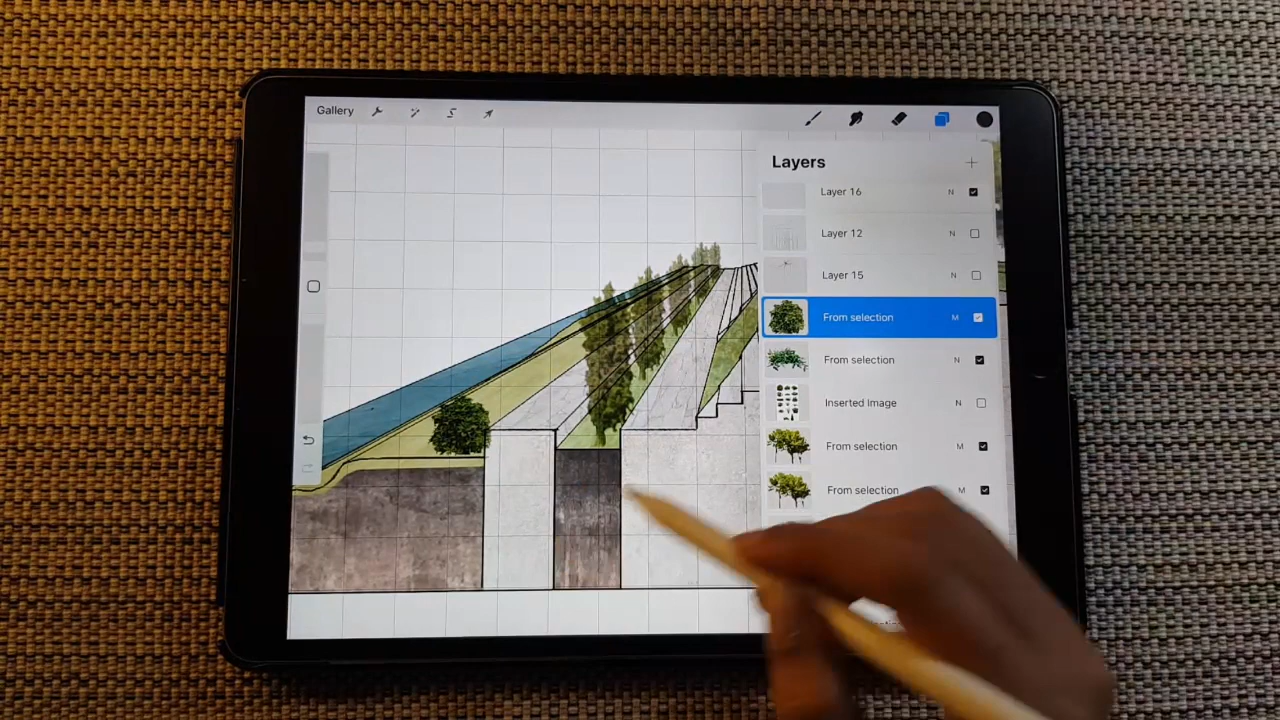 Gallery
Layers
Layer 16 N
Layer 12 N
Layer 15 N
From selection M
From selection N
Inserted Image N
From selection M
From selection M